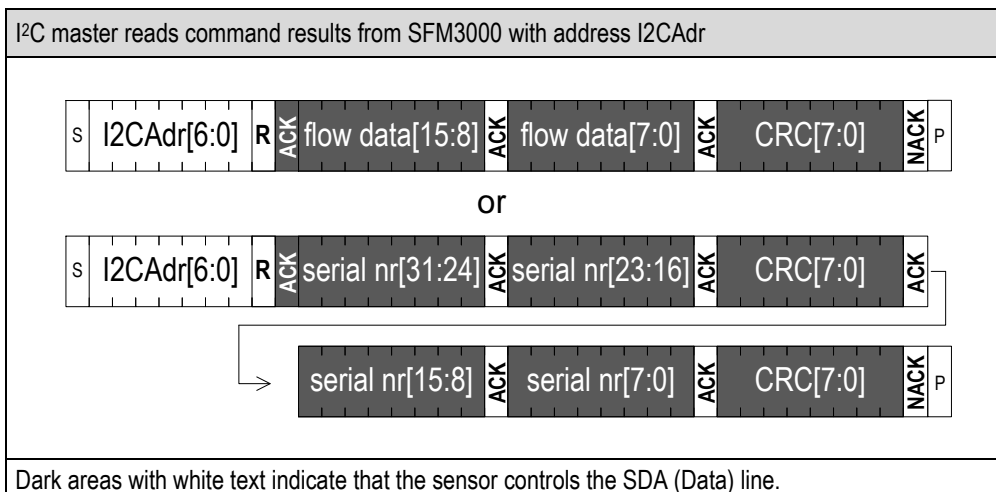 I²C master reads command results from SFM3000 with address I2CAdr
S I2CAdr[6:0] R ACK flow data[15:8] ACK flow data[7:0] ACK CRC[7:0] NACK P
or
S I2CAdr[6:0] R ACK serial nr[31:24] ACK serial nr[23:16] ACK CRC[7:0] ACK
serial nr[15:8] ACK serial nr[7:0] ACK CRC[7:0] NACK P
Dark areas with white text indicate that the sensor controls the SDA (Data) line.